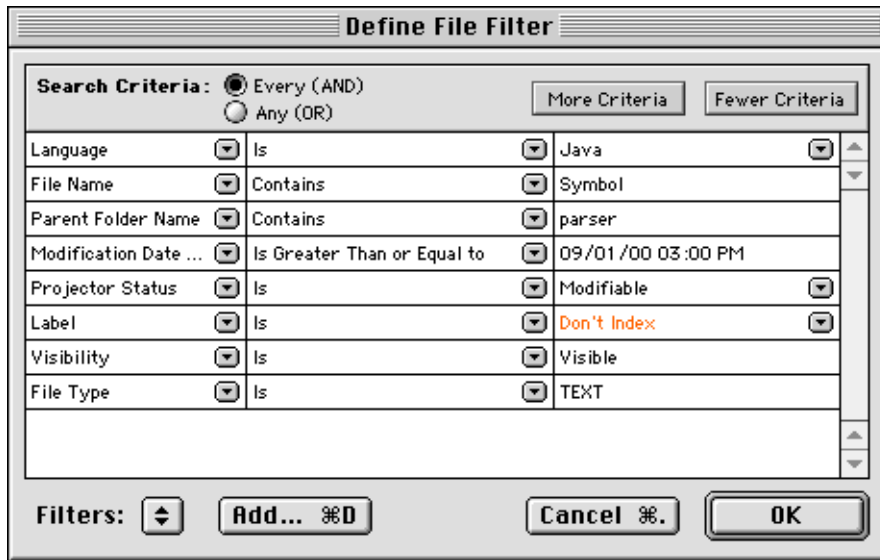 Define File Filter
Search Criteria: Every (AND)
Any (OR)
More Criteria Fewer Criteria
Language Is Java
File Name Contains Symbol
Parent Folder Name Contains parser
Modification Date ... Is Greater Than or Equal to 09/01/00 03:00 PM
Projector Status Is Modifiable
Label Is Don't Index
Visibility Is Visible
File Type Is TEXT
Filters: Add... ⌘D Cancel ⌘. OK